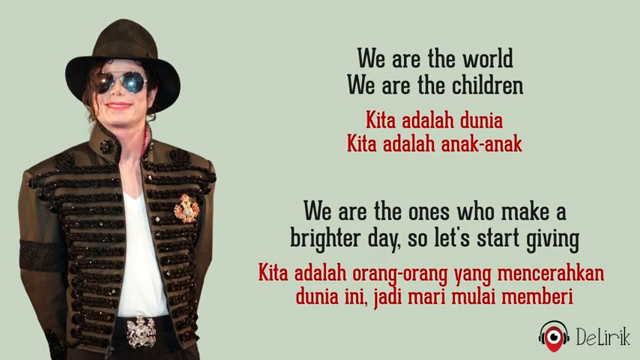 We are the world
We are the children
Kita adalah dunia
Kita adalah anak-anak
We are the ones who make a
brighter day, so let's start giving
Kita adalah orang-orang yang mencerahkan
dunia ini, jadi mari mulai memberi
DeLirik